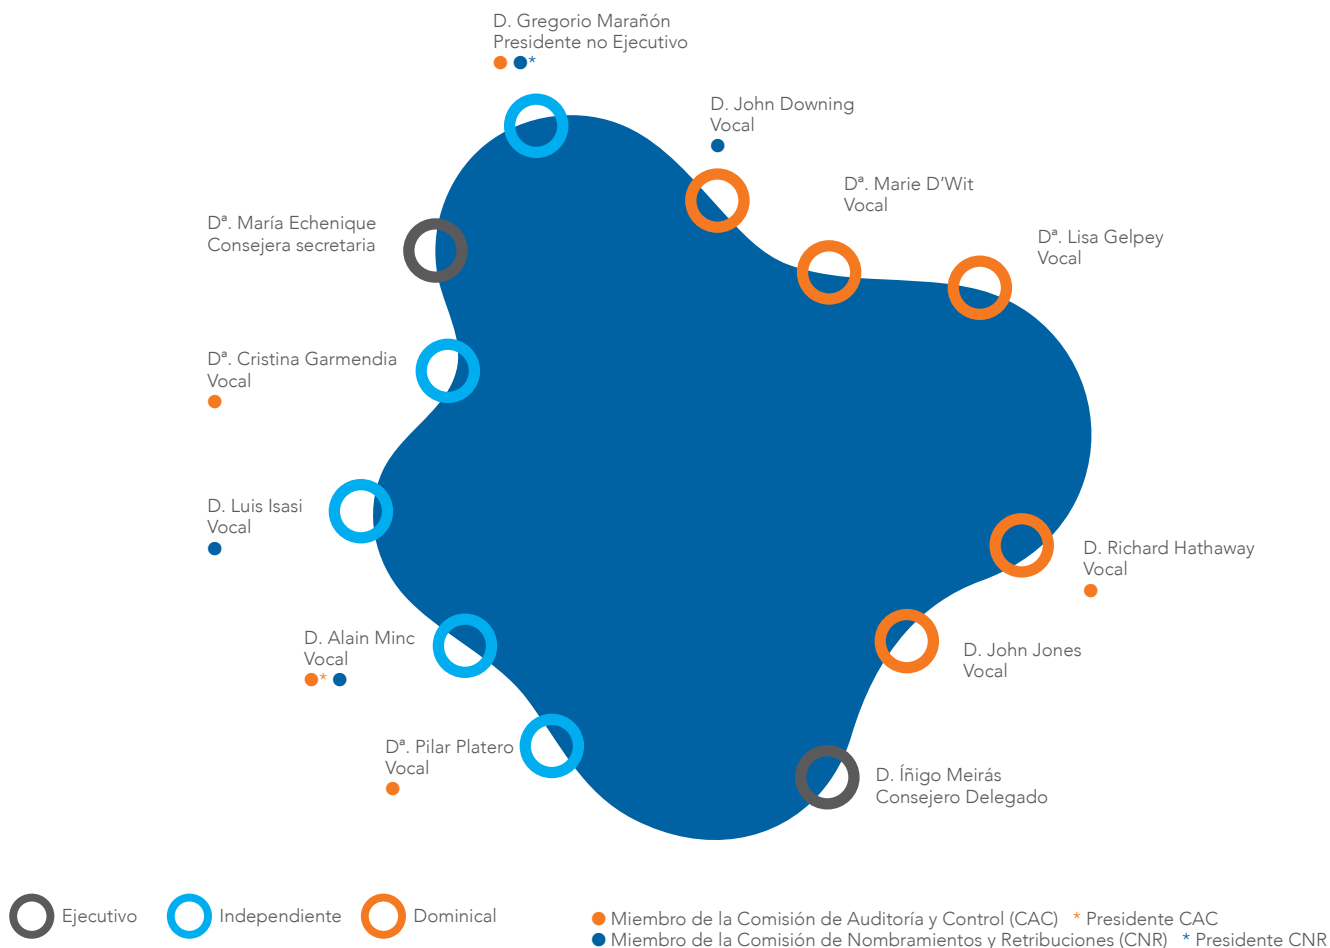 D. Gregorio Marañón
Presidente no Ejecutivo
*
D. John Downing
Vocal
Dª. Marie D’Wit
Vocal
Dª. Lisa Gelpey
Vocal
Dª. María Echenique
Consejera secretaria
Dª. Cristina Garmendia
Vocal
D. Luis Isasi
Vocal
D. Richard Hathaway
Vocal
D. Alain Minc
Vocal
*
D. John Jones
Vocal
Dª. Pilar Platero
Vocal
D. Íñigo Meirás
Consejero Delegado
Ejecutivo
Independiente
Dominical
Miembro de la Comisión de Auditoría y Control (CAC) * Presidente CAC
Miembro de la Comisión de Nombramientos y Retribuciones (CNR) * Presidente CNR